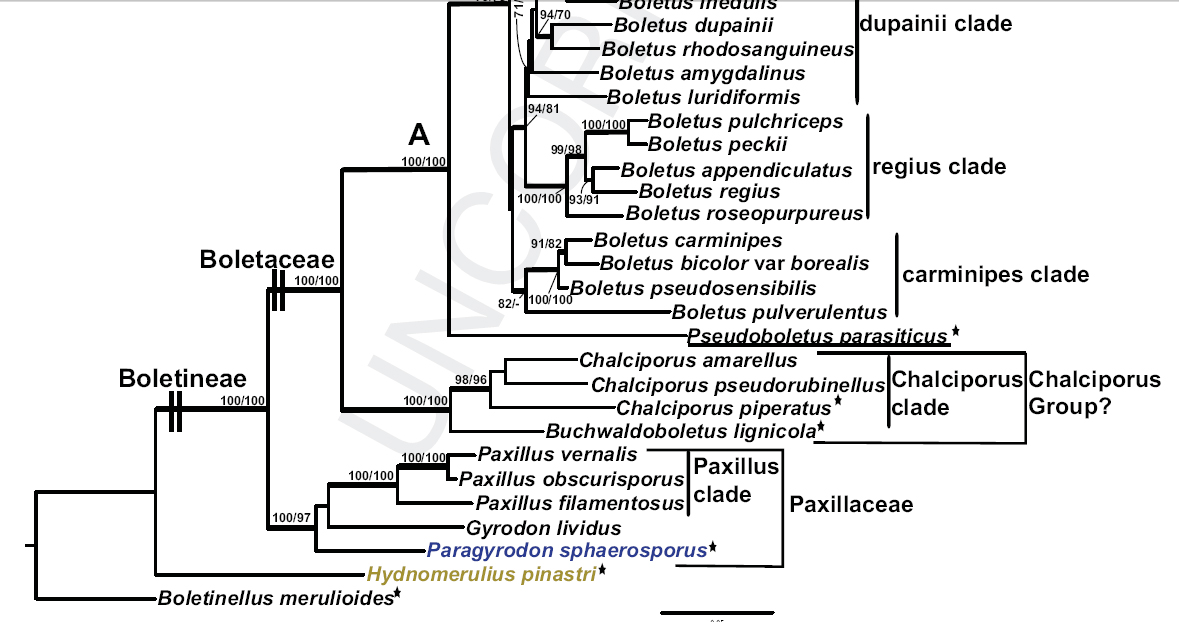 71/
94/70
Boletus dupainii
dupainii clade
Boletus rhodosanguineus
Boletus amygdalinus
Boletus luridiformis
94/81
A
100/100
100/100
Boletus pulchriceps
Boletus peckii
99/98
Boletus appendiculatus
regius clade
Boletus regius
100/100
93/91
Boletus roseopurpureus
91/82
Boletus carminipes
Boletus bicolor var borealis
carminipes clade
Boletus pseudosensibilis
82/-
100/100
Boletus pulverulentus
Boletaceae
100/100
Pseudoboletus parasiticus
Chalciporus amarellus
98/96
Chalciporus pseudorubinellus
Chalciporus
clade
Chalciporus
Group?
100/100
Chalciporus piperatus
Buchwaldoboletus lignicola
Boletineae
100/100
100/100
Paxillus vernalis
Paxillus obscurisporus
Paxillus
clade
100/100
Paxillus filamentosus
Paxillaceae
100/97
Gyrodon lividus
Paragyrodon sphaerosporus
Hydnomerulius pinastri
Boletinellus merulioides